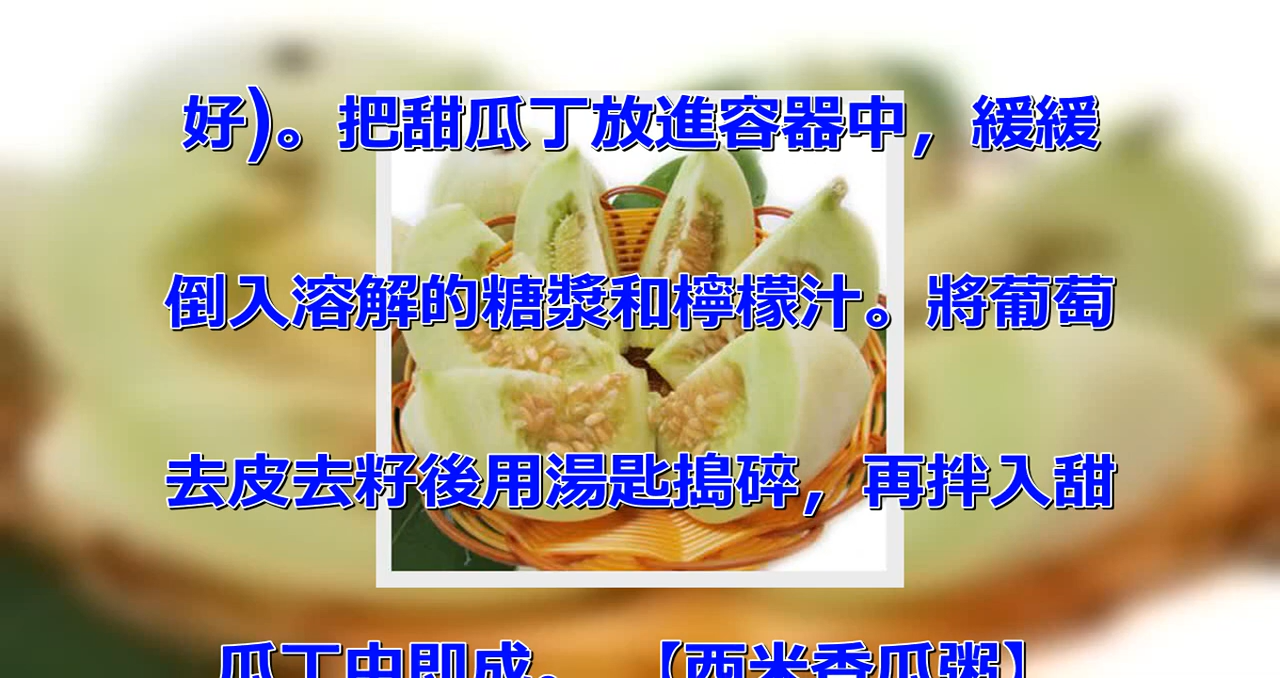 好)。把甜瓜丁放進容器中，緩緩
倒入溶解的糖漿和檸檬汁。將葡萄
去皮去籽後用湯匙搗碎，再拌入甜
瓜丁中即成。 【西米香瓜粥】